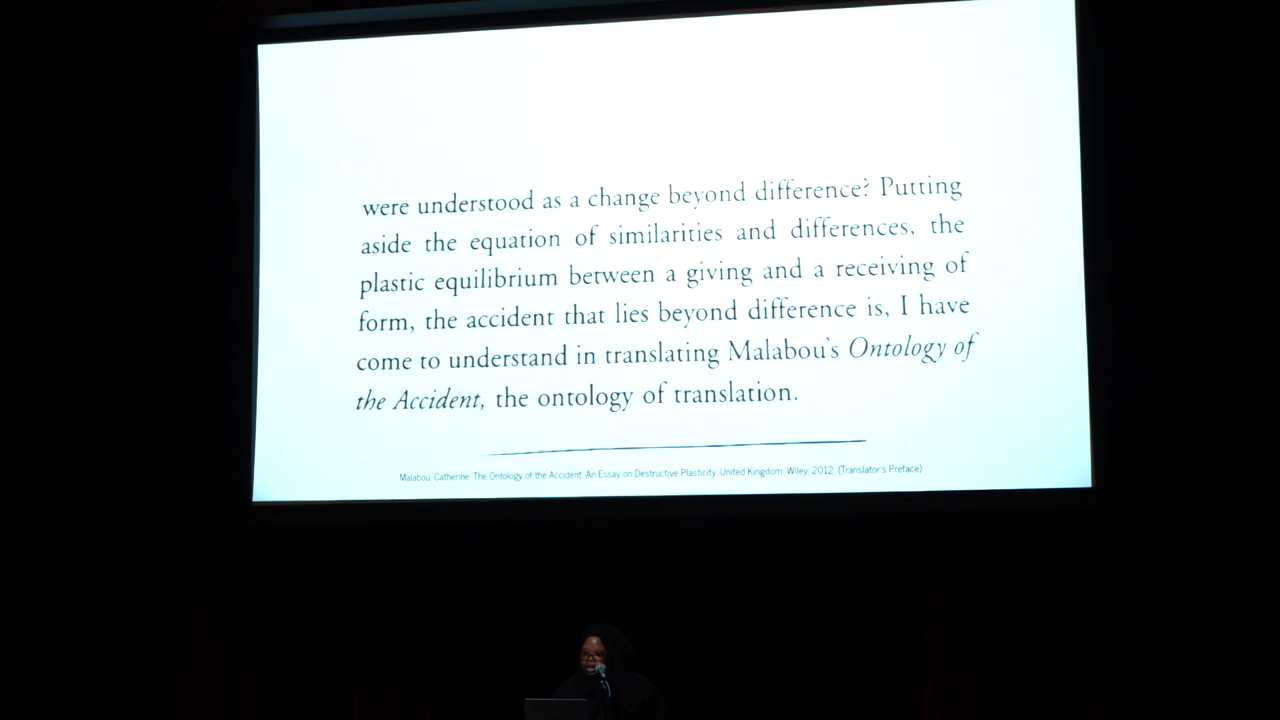 were understood as a change beyond difference? Putting
aside the equation of similarities and differences, the
plastic equilibrium between a giving and a receiving of
form, the accident that lies beyond difference is, I have
come to understand in translating Malabou's Ontology of
the Accident, the ontology of translation.
Malabou, Catherine. The Ontology of the Accident: An Essay on Destructive Plasticity. United Kingdom: Wiley, 2012. (Translator's Preface)